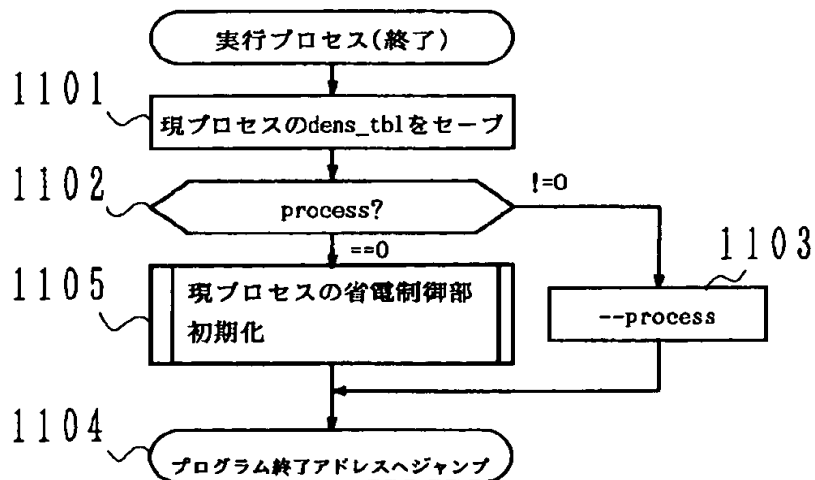 実行プロセス(終了)
1101
現プロセスのdens_tblをセーブ
1102
process?
!=0
==0
1103
1105
現プロセスの省電制御部
初期化
--process
1104
プログラム終了アドレスへジャンプ